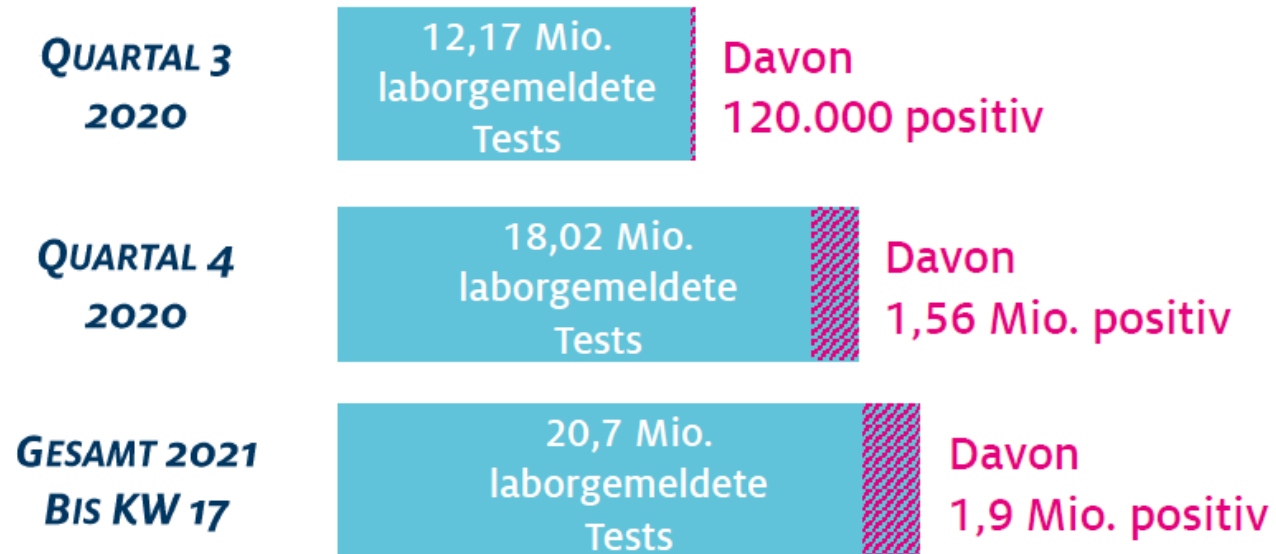 QUARTAL 3
2020
12,17 Mio.
laborgemeldete
Tests
Davon
120.000 positiv
QUARTAL 4
2020
18,02 Mio.
laborgemeldete
Tests
Davon
1,56 Mio. positiv
GESAMT 2021
BIS KW 17
20,7 Mio.
laborgemeldete
Tests
Davon
1,9 Mio. positiv